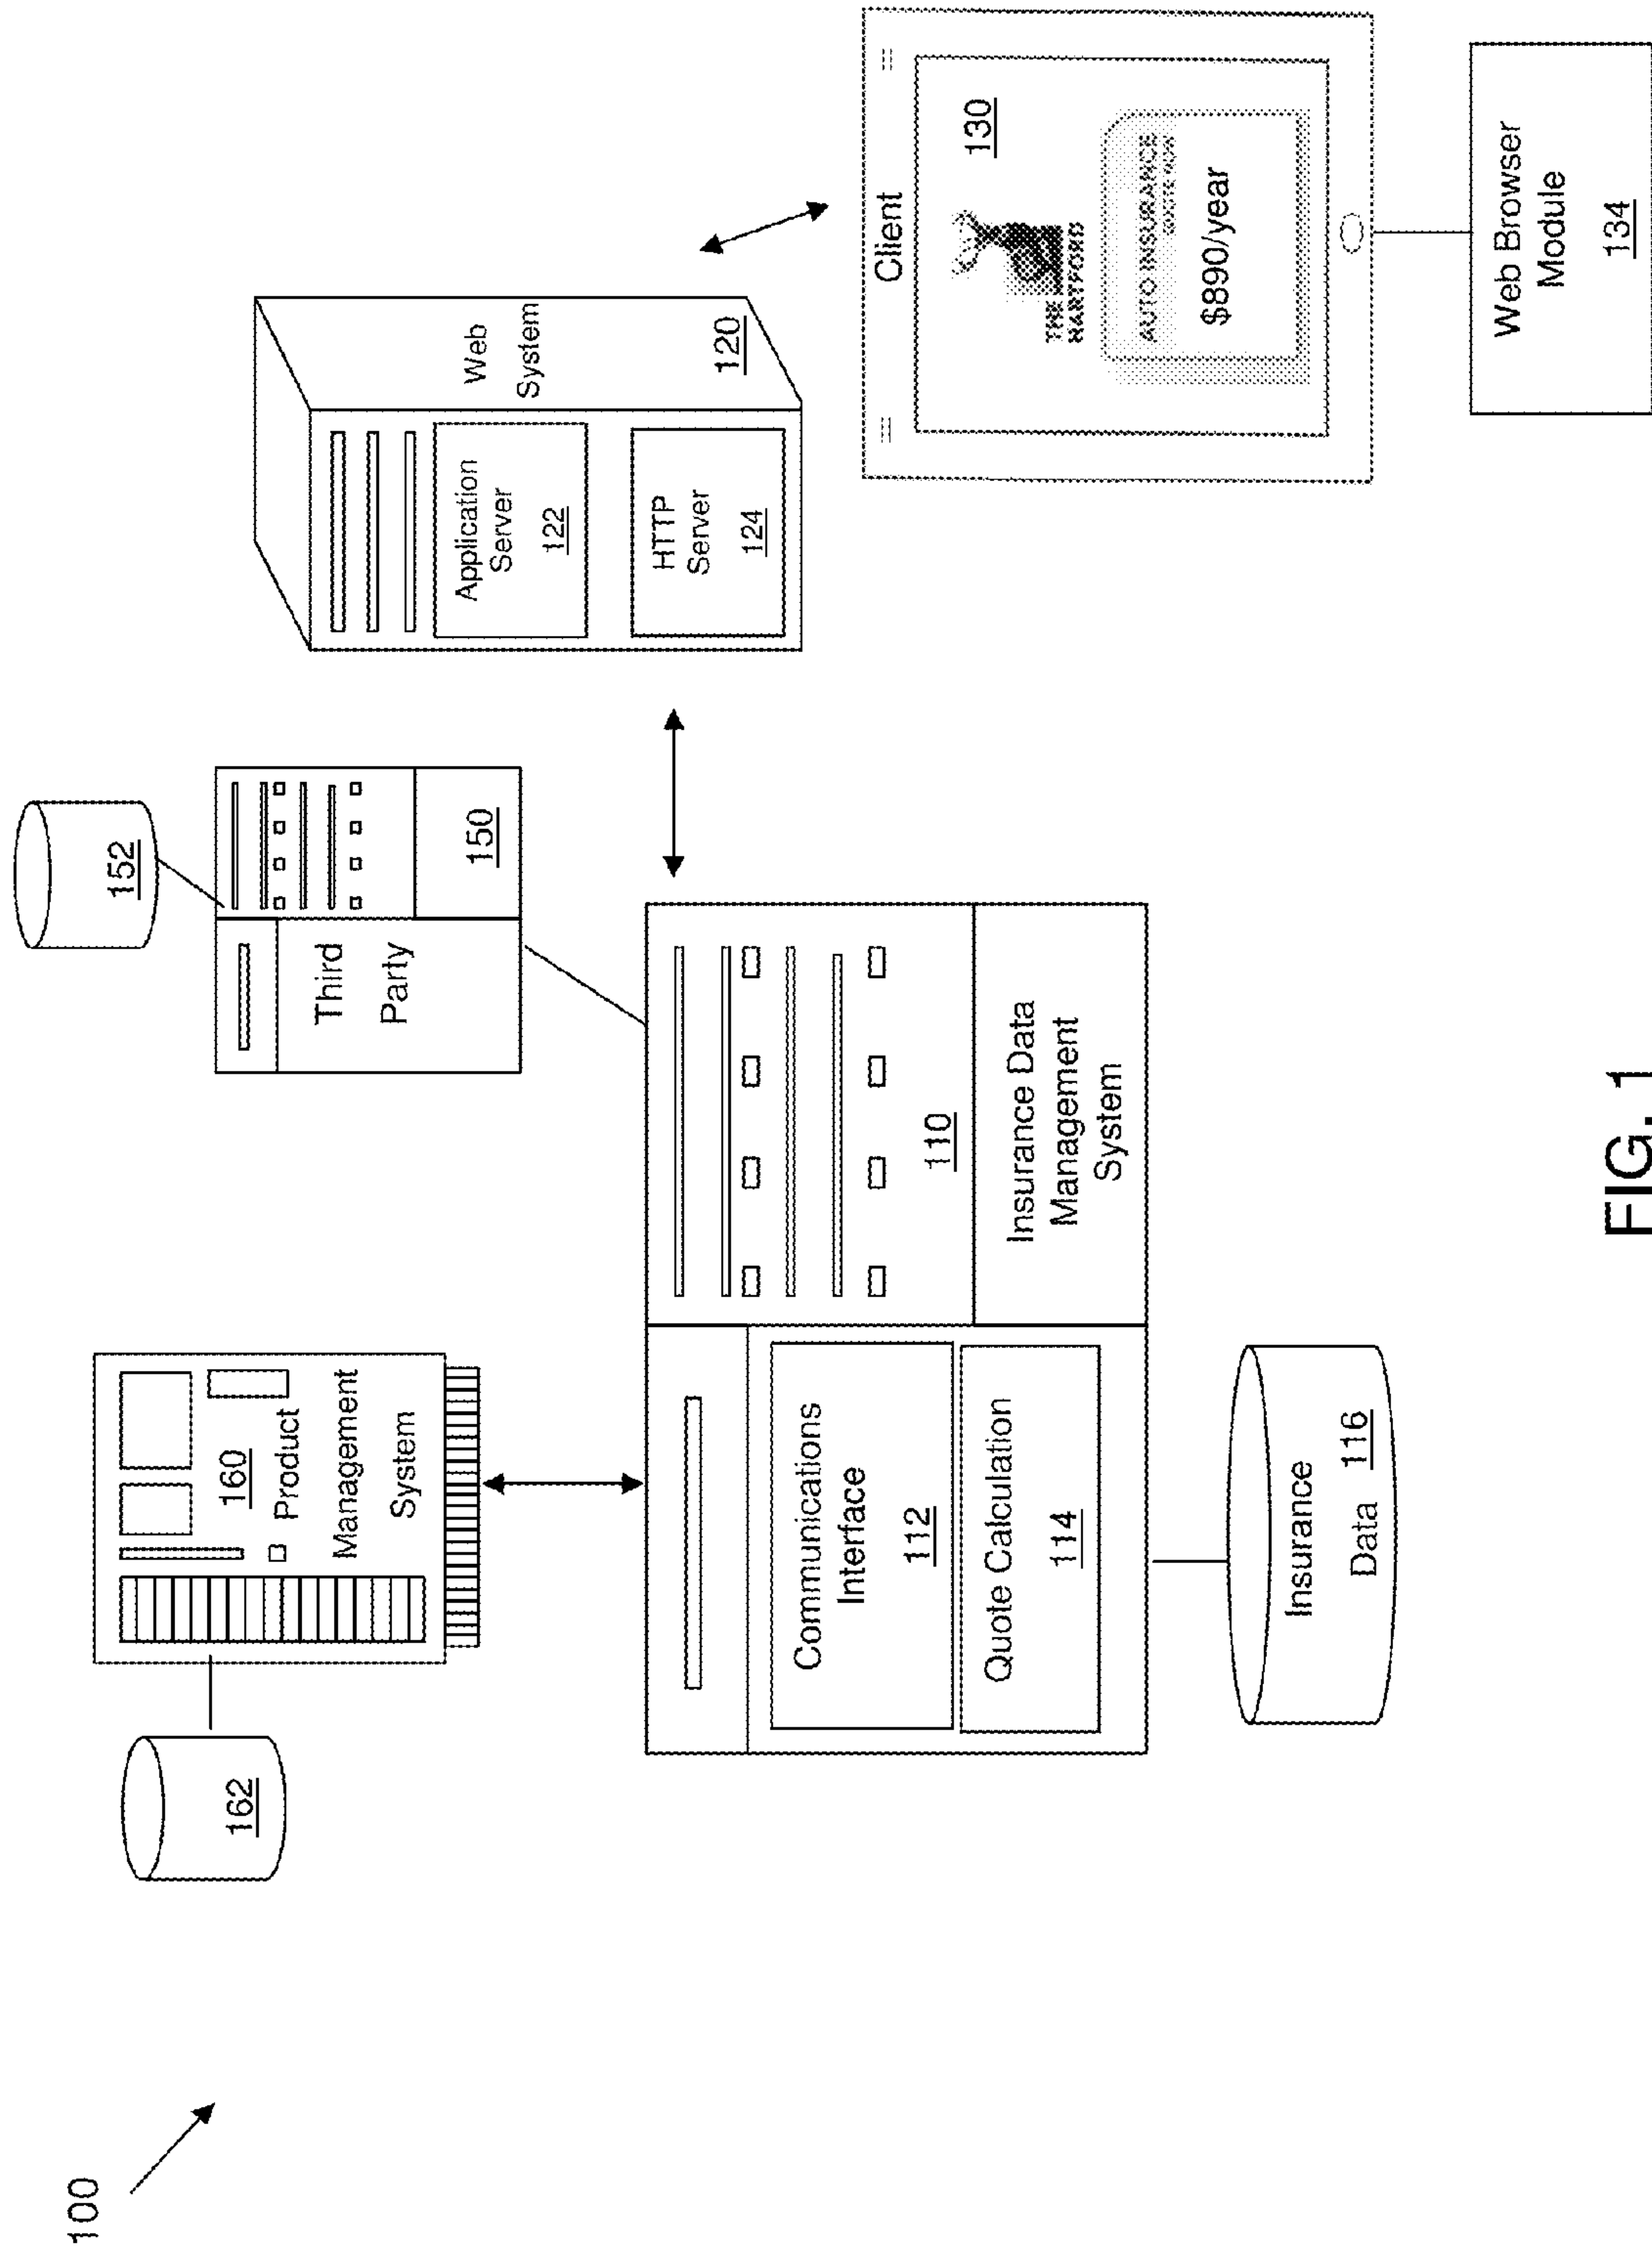 100
162
160
Product
Management
System
152
Third
Party
150
Web
System
120
Application
Server
122
HTTP
Server
124
Communications
Interface
112
Quote Calculation
114
110
Insurance Data
Management
System
Insurance
Data 116
Client
130
THE
HARTFORD
AUTO INSURANCE
$890/year
Web Browser
Module
134
FIG. 1